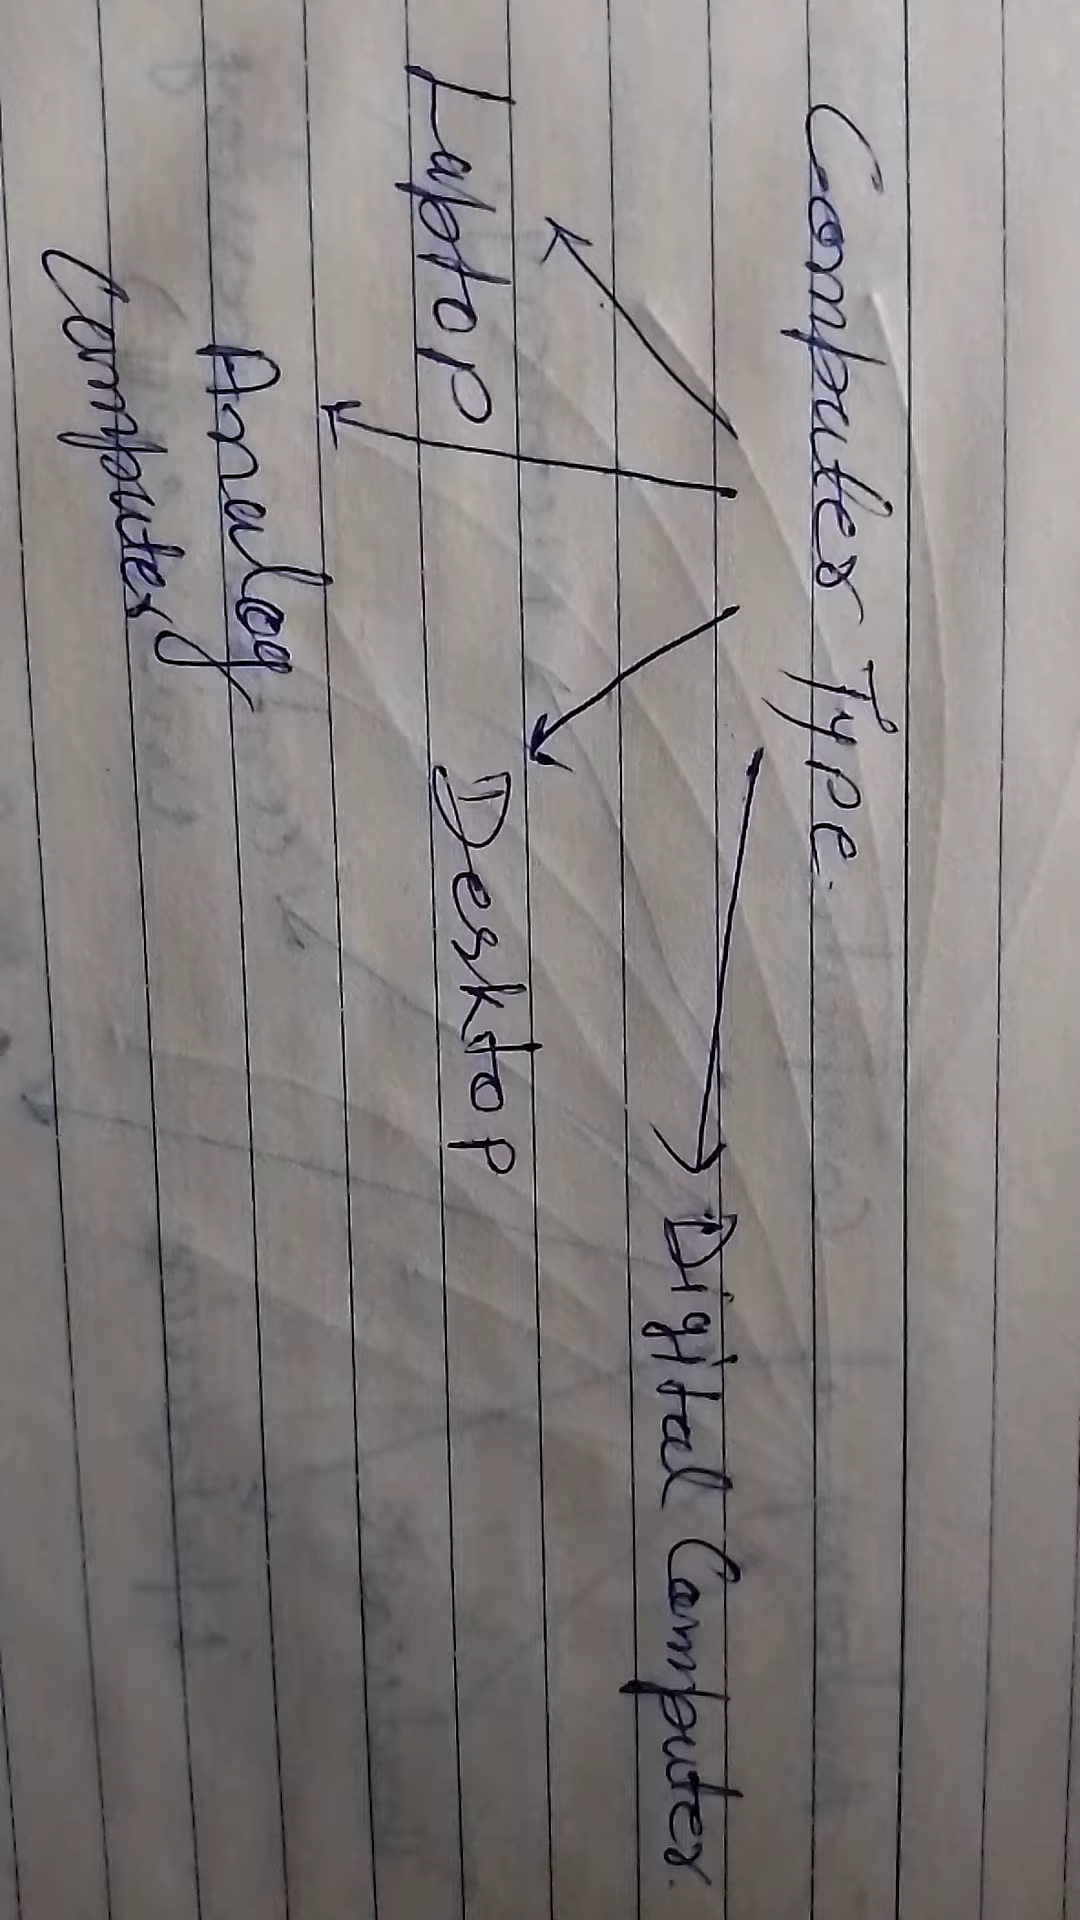 Computer Type.
Digital Computer.
Laptop
Desktop
Analog
Computer